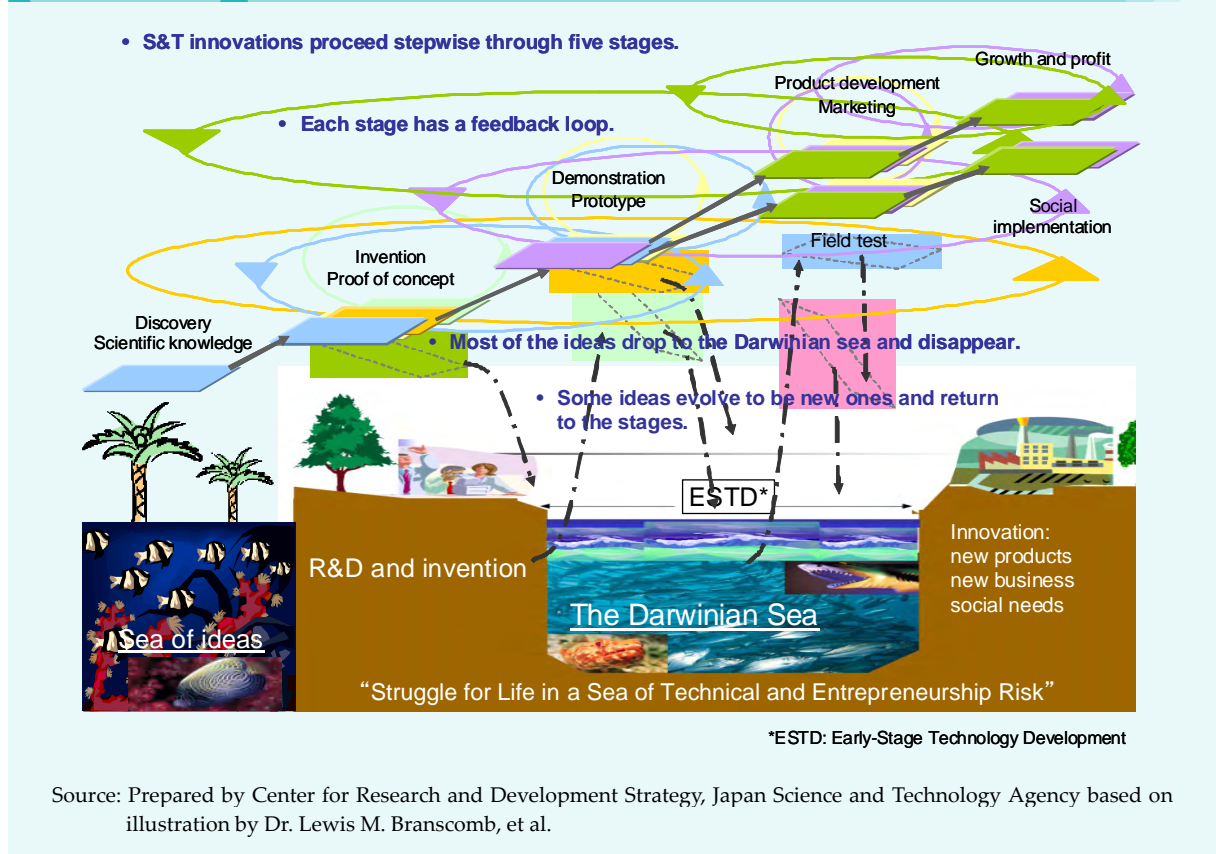 • S&T innovations proceed stepwise through five stages.
Growth and profit
Product development
Marketing
• Each stage has a feedback loop.
Demonstration
Prototype
Social
implementation
Field test
Invention
Proof of concept
Discovery
Scientific knowledge
• Most of the ideas drop to the Darwinian sea and disappear.
• Some ideas evolve to be new ones and return
to the stages.
ESTD*
R&D and invention
Innovation:
new products
new business
social needs
The Darwinian Sea
Sea of ideas
“Struggle for Life in a Sea of Technical and Entrepreneurship Risk”
*ESTD: Early-Stage Technology Development
Source: Prepared by Center for Research and Development Strategy, Japan Science and Technology Agency based on
illustration by Dr. Lewis M. Branscomb, et al.